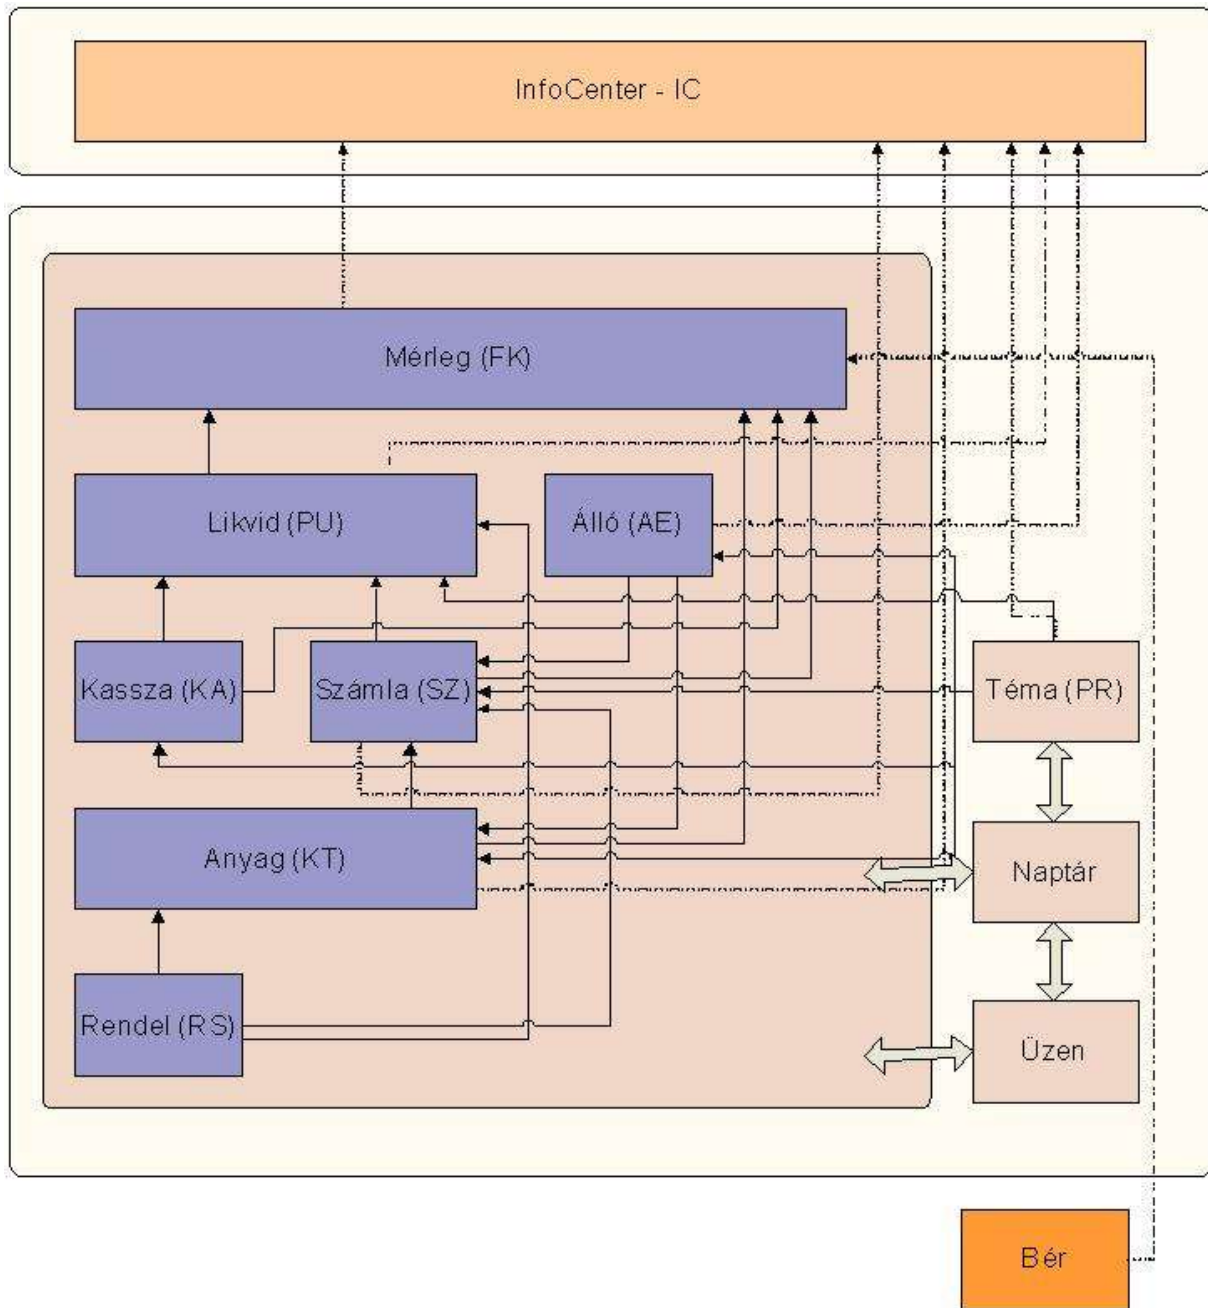 InfoCenter - IC
Mérleg (FK)
Likvid (PU)
Álló (AE)
Kassza (KA)
Számla (SZ)
Téma (PR)
Anyag (KT)
Naptár
Rendel (RS)
Üzen
Bér